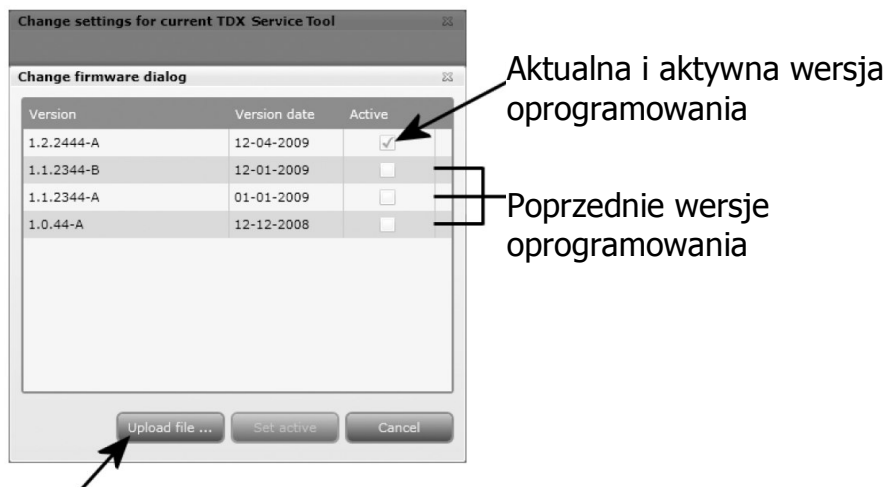 Change settings for current TDX Service Tool
Change firmware dialog
Version Version date Active
1.2.2444-A 12-04-2009
1.1.2344-B 12-01-2009
1.1.2344-A 01-01-2009
1.0.44-A 12-12-2008
Upload file ... Set active Cancel
Aktualna i aktywna wersja
oprogramowania
Poprzednie wersje
oprogramowania